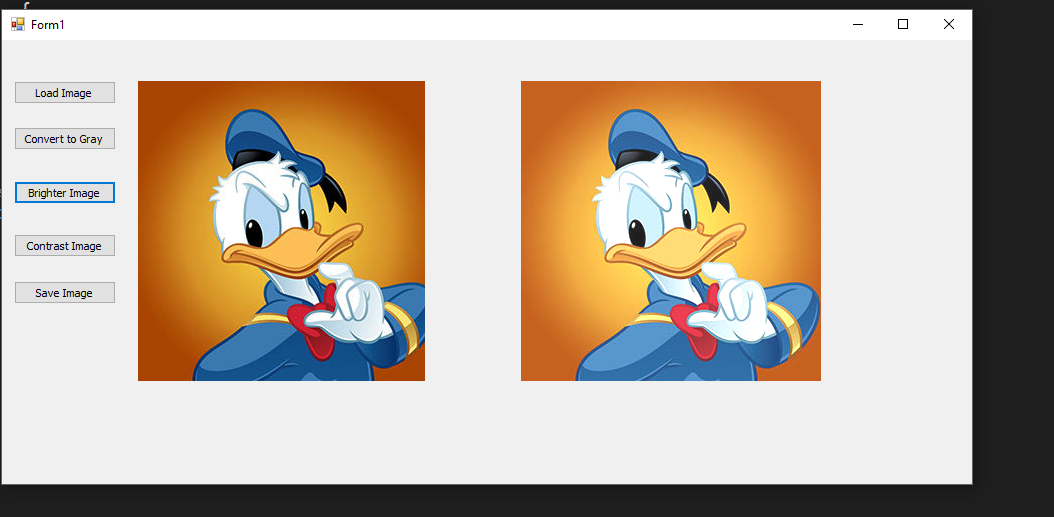 Form1
Load Image
Convert to Gray
Brighter Image
Contrast Image
Save Image